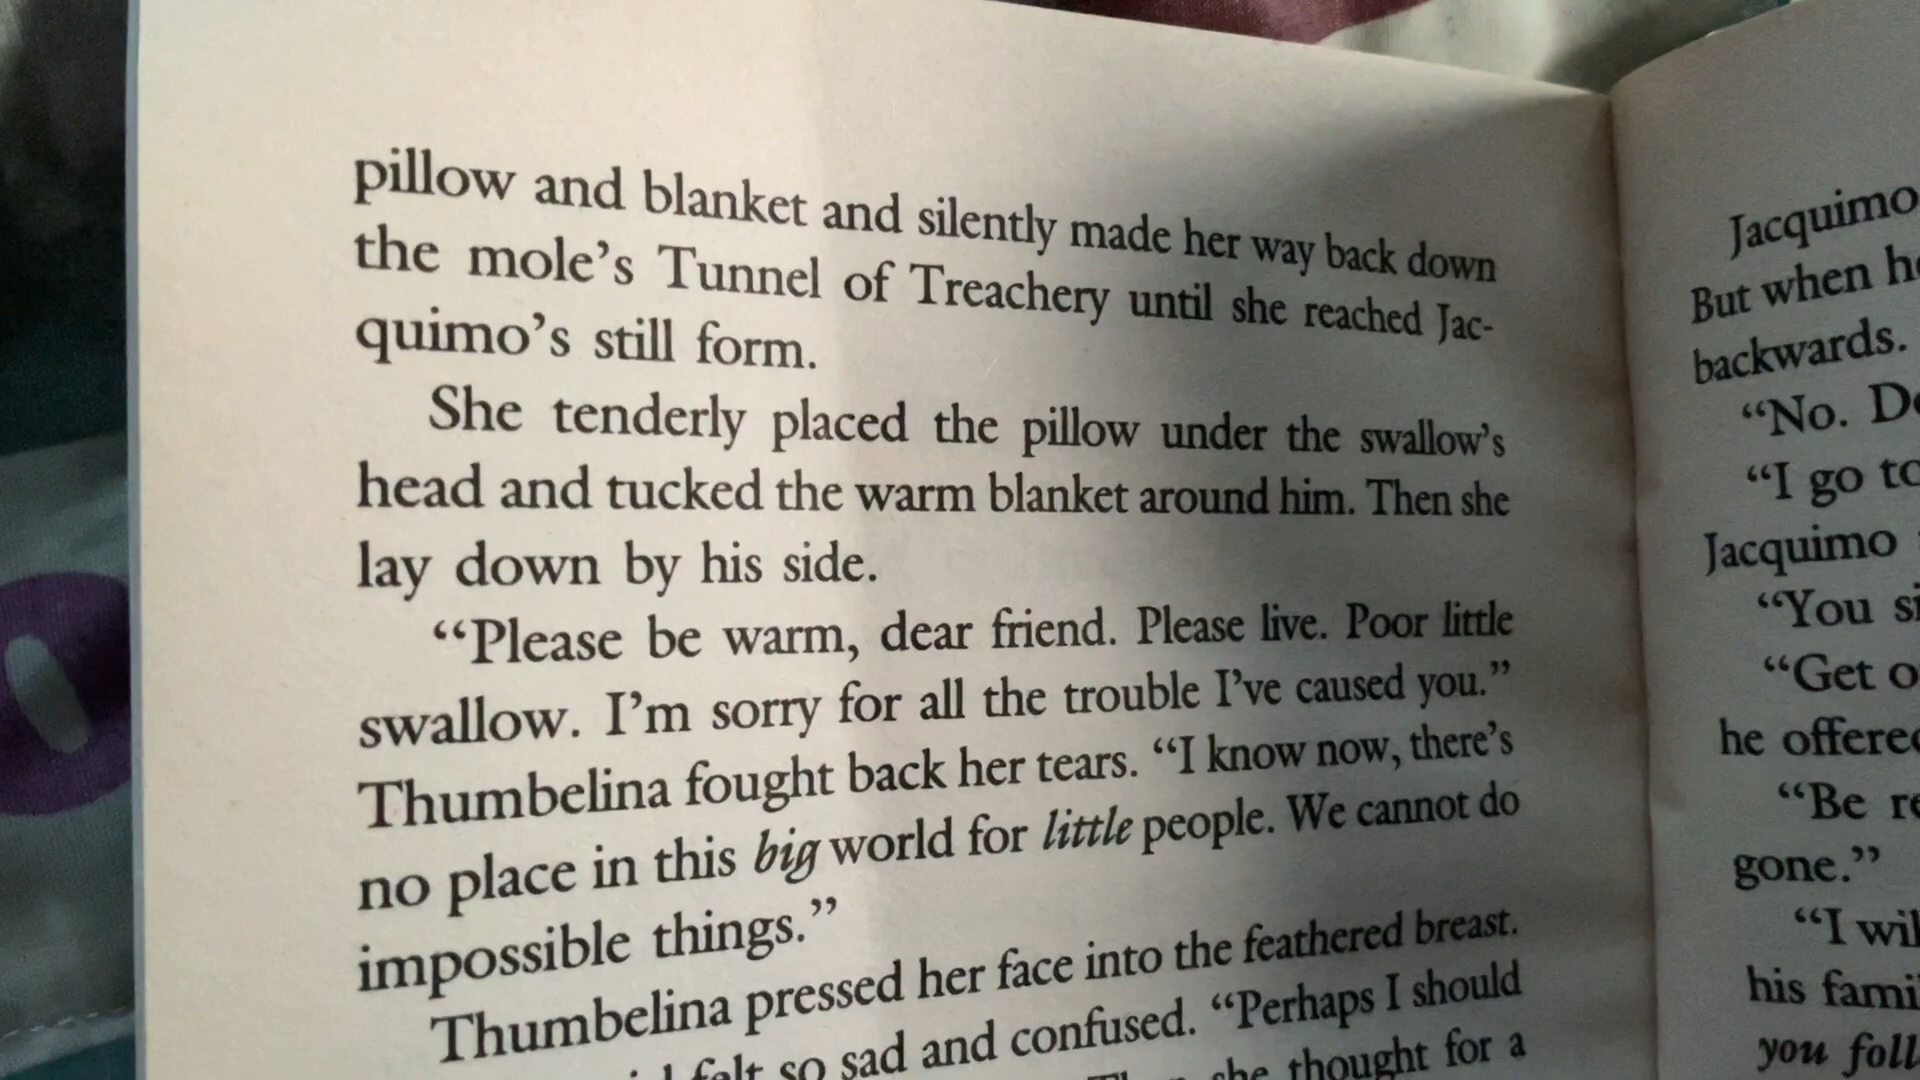 pillow and blanket and silently made her way back down
the mole’s Tunnel of Treachery until she reached Jac-
quimo’s still form.
She tenderly placed the pillow under the swallow’s
head and tucked the warm blanket around him. Then she
lay down by his side.
“Please be warm, dear friend. Please live. Poor little
swallow. I’m sorry for all the trouble I’ve caused you.”
Thumbelina fought back her tears. “I know now, there’s
no place in this big world for little people. We cannot do
impossible things.”
Thumbelina pressed her face into the feathered breast.
felt so sad and confused. “Perhaps I should
she thought for a
Jacquimo
But when
backwards.
“No.
“I go
Jacquimo
“You
“Get
he
“Be
gone.”
“I
his
you